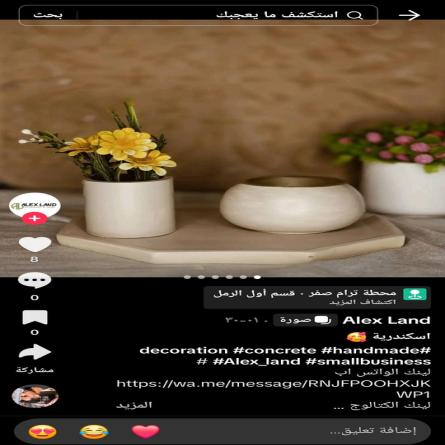 استكشف ما يعجبك
بحث
ALEX LAND
8
0
0
مشاركة
محطة ترام صفر · قسم أول الرمل
اكتشاف المزيد
Alex Land صورة · ٠١-٣٠
اسكندرية 🥰
#decoration #concrete #handmade
#Alex_land #smallbusiness #
لينك الواتس اب
https://wa.me/message/RNJFPOOHXJK
WP1
لينك الكتالوج ... المزيد
إضافة تعليق...